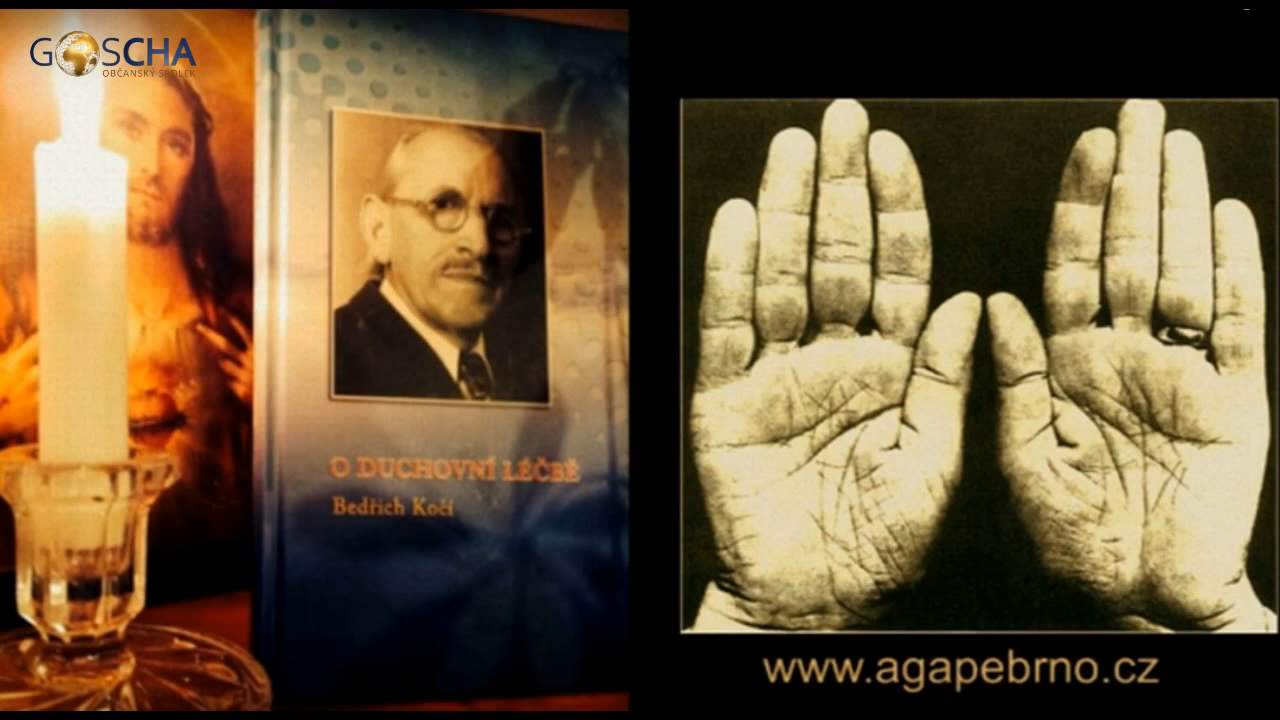 GOSCHA
OBČANSKÝ SPOLEK
O DUCHOVNÍ LÉČBĚ
Bedřich Kočí
www.agapebrno.cz